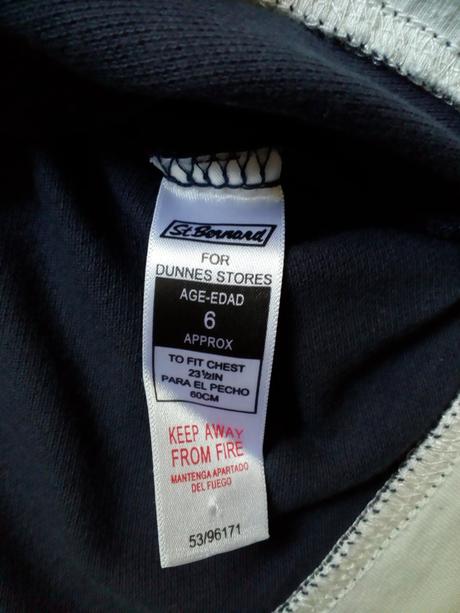 St. Bernard
FOR
DUNNES STORES
AGE-EDAD
6
APPROX
TO FIT CHEST
23½IN
PARA EL PECHO
60CM
KEEP AWAY
FROM FIRE
MANTENGA APARTADO
DEL FUEGO
53/96171